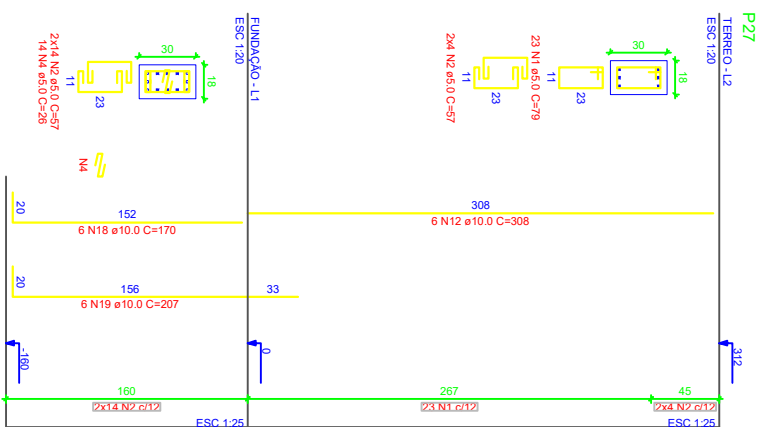 P27
TERREO - L2
ESC 1:20
30
18
23
11
23 N1 ø5.0 C=79
23
11
2x4 N2 ø5.0 C=57
FUNDAÇÃO - L1
ESC 1:20
30
18
23
11
2x14 N2 ø5.0 C=57
14 N4 ø5.0 C=26
N4
308
6 N12 ø10.0 C=308
152
20
6 N18 ø10.0 C=170
156
33
20
6 N19 ø10.0 C=207
-160
0
312
160
2x14 N2 c/12
267
23 N1 c/12
45
2x4 N2 c/12
ESC 1:25
ESC 1:25